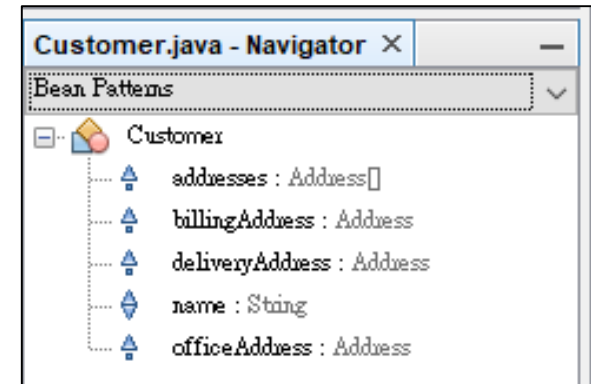 Customer.java - Navigator ×
Bean Patterns
Customer
addresses : Address[]
billingAddress : Address
deliveryAddress : Address
name : String
officeAddress : Address